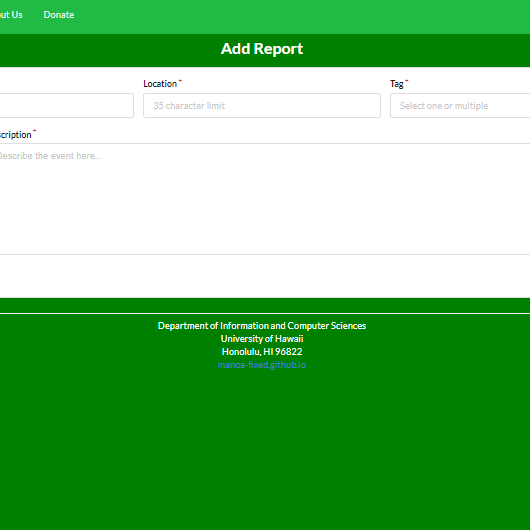 ut Us Donate
Add Report
Location * Tag *
35 character limit Select one or multiple
cription *
Describe the event here...
Department of Information and Computer Sciences
University of Hawaii
Honolulu, HI 96822
manoa-fixed.github.io